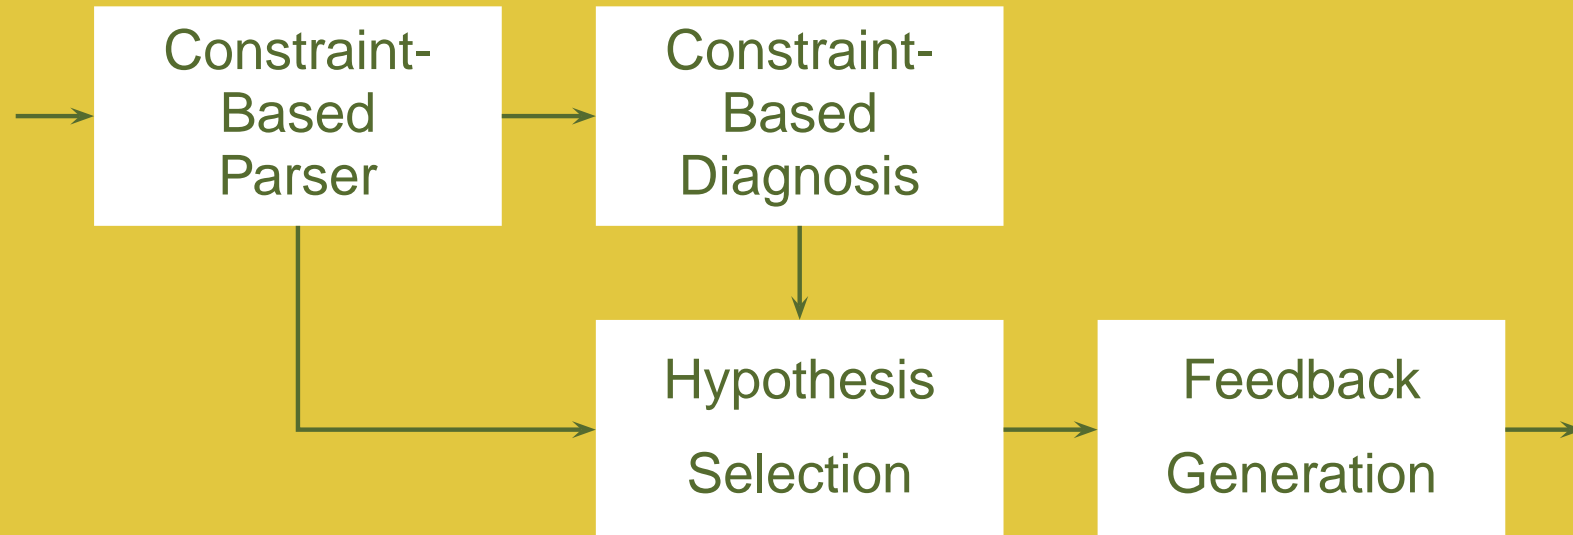 Constraint-
Based
Parser
Constraint-
Based
Diagnosis
Hypothesis
Selection
Feedback
Generation